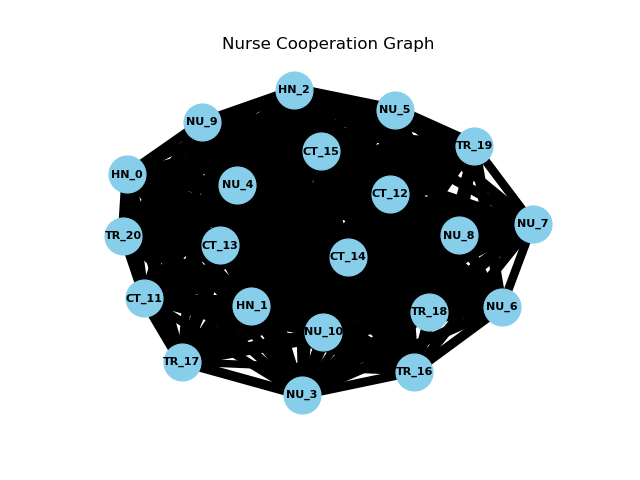 Nurse Cooperation Graph
HN_2
NU_5
NU_9
TR_19
CT_15
HN_0
NU_4
CT_12
NU_7
TR_20
NU_8
CT_13
CT_14
CT_11
HN_1
NU_6
TR_18
NU_10
TR_17
TR_16
NU_3